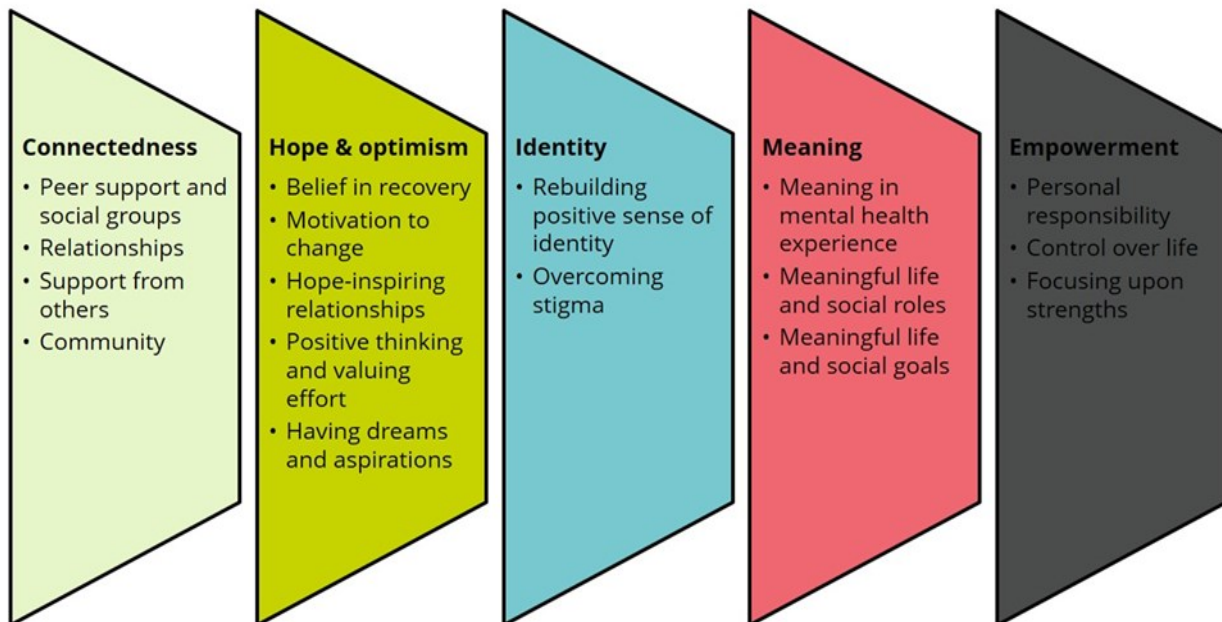 Connectedness
• Peer support and
social groups
• Relationships
• Support from
others
• Community
Hope & optimism
• Belief in recovery
• Motivation to
change
• Hope-inspiring
relationships
• Positive thinking
and valuing
effort
• Having dreams
and aspirations
Identity
• Rebuilding
positive sense of
identity
• Overcoming
stigma
Meaning
• Meaning in
mental health
experience
• Meaningful life
and social roles
• Meaningful life
and social goals
Empowerment
• Personal
responsibility
• Control over life
• Focusing upon
strengths